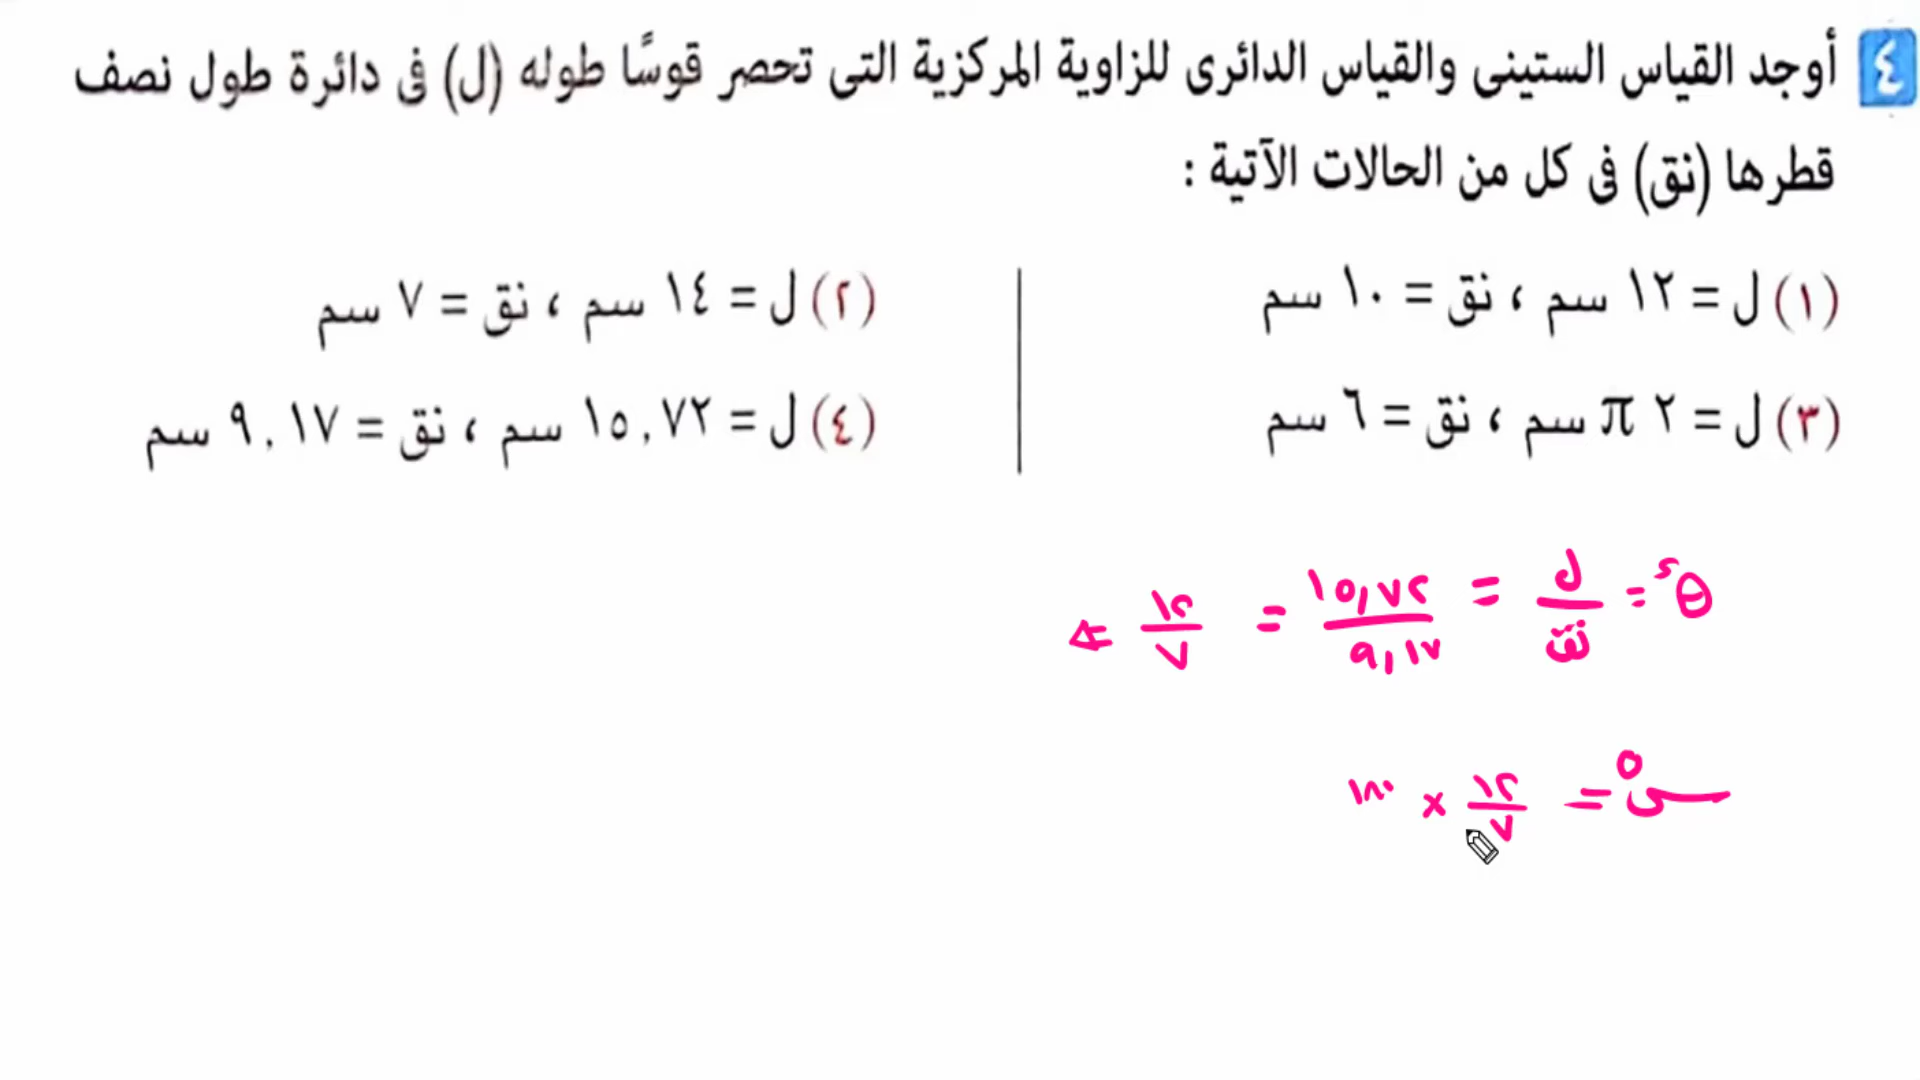 ٤ أوجد القياس الستينى والقياس الدائرى للزاوية المركزية التى تحصر قوسًا طوله (ل) فى دائرة طول نصف
قطرها (نق) فى كل من الحالات الآتية :
(١) ل = ١٢ سم ، نق = ١٠ سم
(٢) ل = ١٤ سم ، نق = ٧ سم
(٣) ل = ٢ π سم ، نق = ٦ سم
(٤) ل = ١٥,٧٢ سم ، نق = ٩,١٧ سم
θء = ل/نق = ١٥,٧٢/٩,١٧ = ١٢/٧
س° = ١٢/٧ × ١٨٠